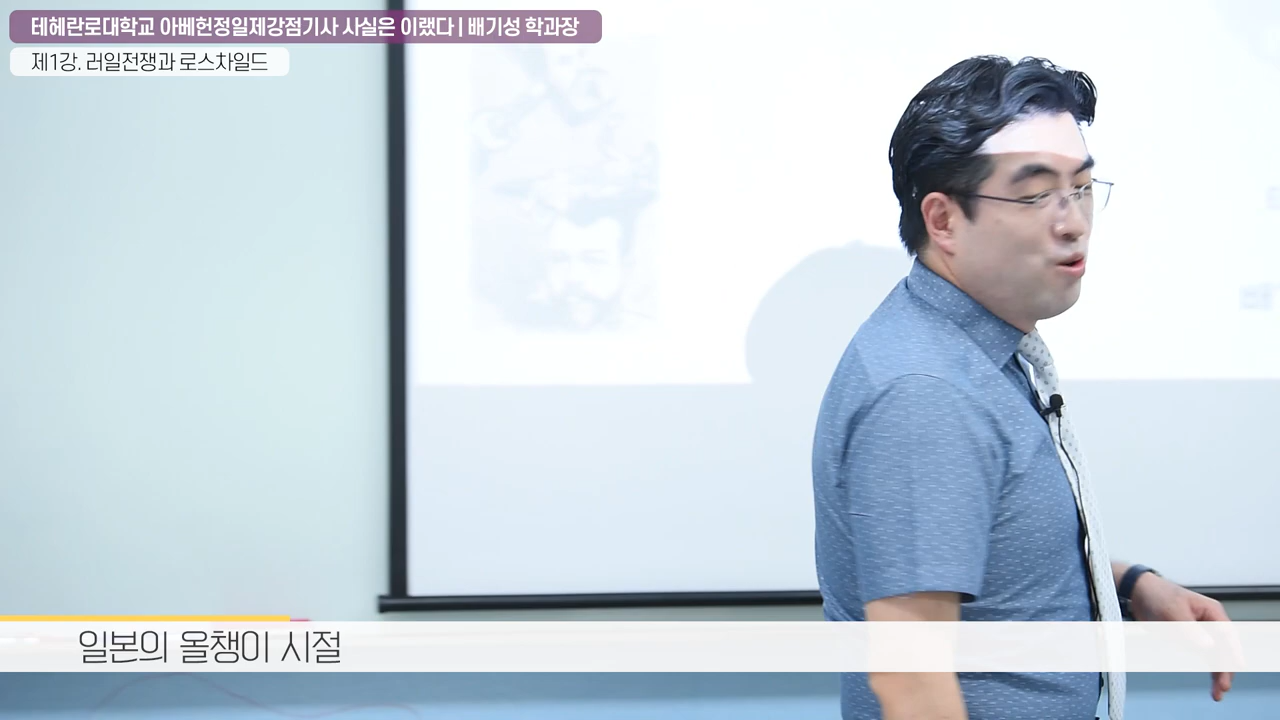 테헤란로대학교 아베헌정일제강점기사 사실은 이랬다 | 배기성 학과장
제1강. 러일전쟁과 로스차일드
일본의 올챙이 시절